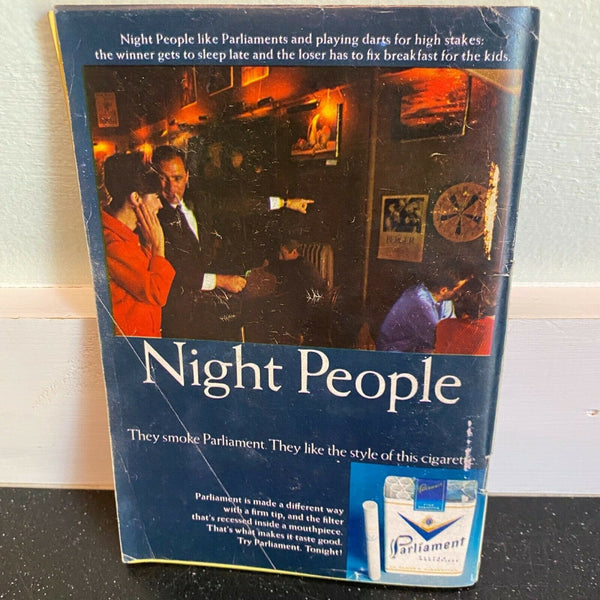 Night People like Parliaments and playing darts for high stakes:
the winner gets to sleep late and the loser has to fix breakfast for the kids.
Night People
They smoke Parliament. They like the style of this cigarette.
Parliament is made a different way
with a firm tip, and the filter
that's recessed inside a mouthpiece.
That's what makes it taste good.
Try Parliament. Tonight!
Parliament